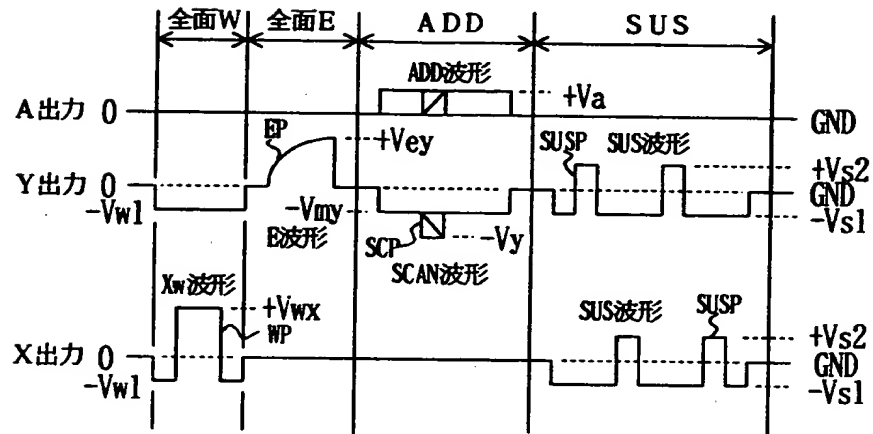 全面W 全面E ADD SUS
ADD波形
+Va
A出力 0
GND
EP
+Vey
SUSP SUS波形
+Vs2
Y出力 0
GND
-Vw1
-Vmy
-Vs1
E波形
SCP
-Vy
SCAN波形
Xw波形
+Vwx
WP
SUS波形 SUSP
+Vs2
X出力 0
GND
-Vw1
-Vs1